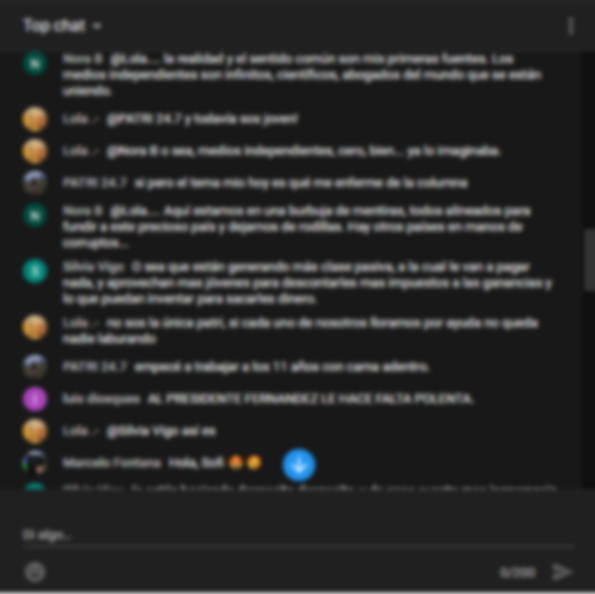 Top chat
Nora B @Lola.... la realidad y el sentido común son mis primeras fuentes. Los
medios independientes son infinitos, científicos, abogados del mundo que se están
uniendo.
Lola .- @PATRI 24.7 y todavía sos joven!
Lola .- @Nora B o sea, medios independientes, cero, bien... ya lo imaginaba.
PATRI 24.7 si pero el tema mio hoy es qué me enferme de la columna
Nora B @Lola.... Aquí estamos en una burbuja de mentiras, todos alineados para
fundir a este precioso país y dejarnos de rodillas. Hay otros países en manos de
corruptos...
Silvia Vigo O sea que están generando más clase pasiva, a la cual le van a pagar
nada, y aprovechan mas jóvenes para descontarles mas impuestos a las ganancias y
lo que puedan inventar para sacarles dinero.
Lola .- no sos la única patri, si cada uno de nosotros lloramos por ayuda no queda
nadie laburando
PATRI 24.7 empecé a trabajar a los 11 años con cama adentro.
luis AL PRESIDENTE FERNANDEZ LE HACE FALTA POLENTA.
Lola .- @Silvia Vigo así es
Marcelo Fontana Hola, Sofi
Di algo...
0/200